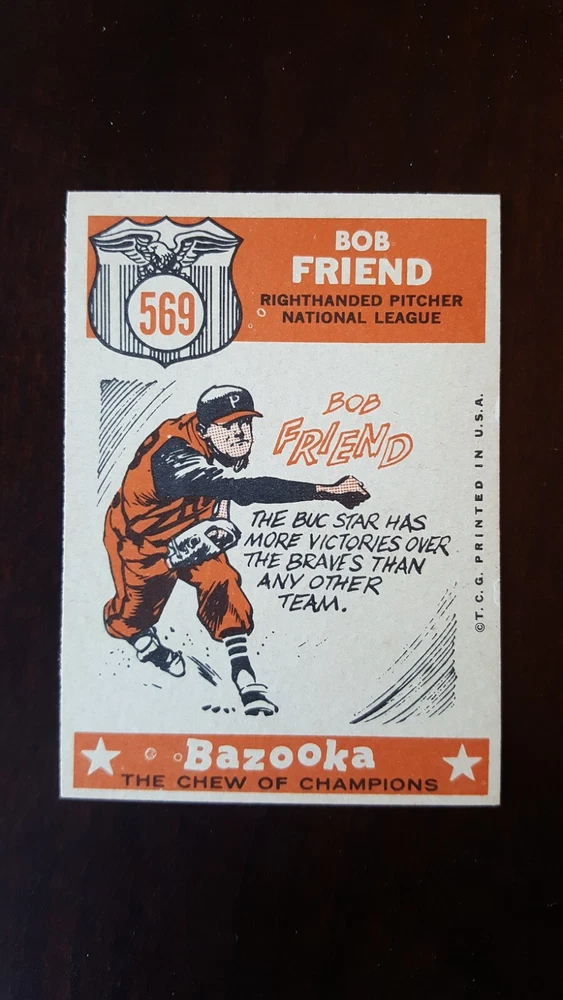 569
BOB
FRIEND
RIGHTHANDED PITCHER
NATIONAL LEAGUE
P
BOB
FRIEND
THE BUC STAR HAS
MORE VICTORIES OVER
THE BRAVES THAN
ANY OTHER
TEAM.
©T.C.G. PRINTED IN U.S.A.
Bazooka
THE CHEW OF CHAMPIONS